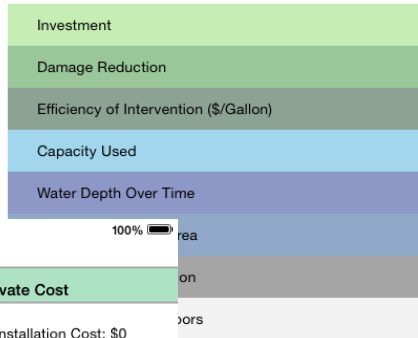 Investment
Damage Reduction
Efficiency of Intervention ($/Gallon)
Capacity Used
Water Depth Over Time
100%
rea
on
vate Cost
oors
nstallation Cost: $0